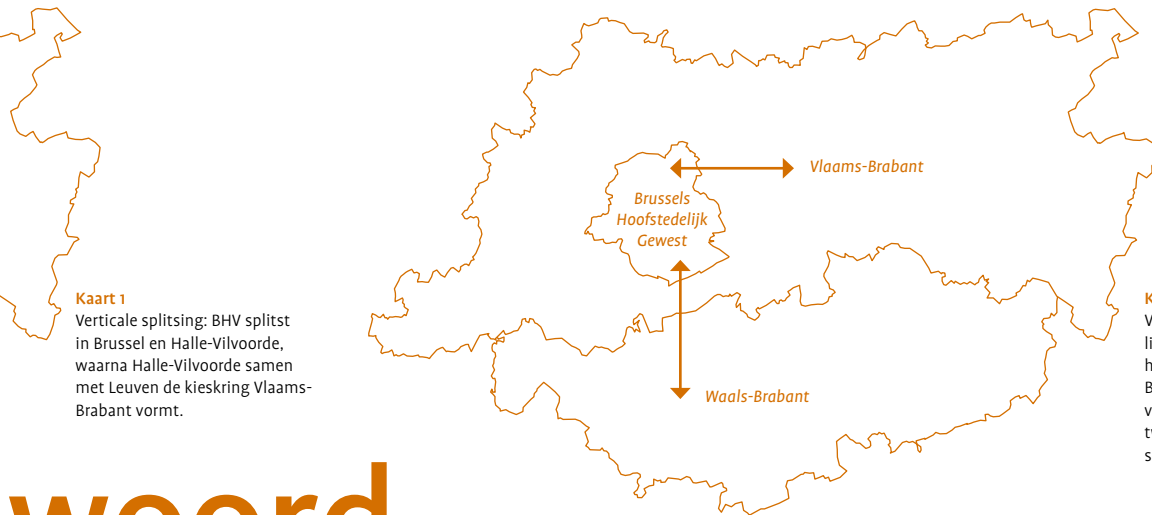 Kaart 1
Verticale splitsing: BHV splitst
in Brussel en Halle-Vilvoorde,
waarna Halle-Vilvoorde samen
met Leuven de kieskring Vlaams-
Brabant vormt.
Vlaams-Brabant
Brussels
Hoofstedelijk
Gewest
Waals-Brabant
woord